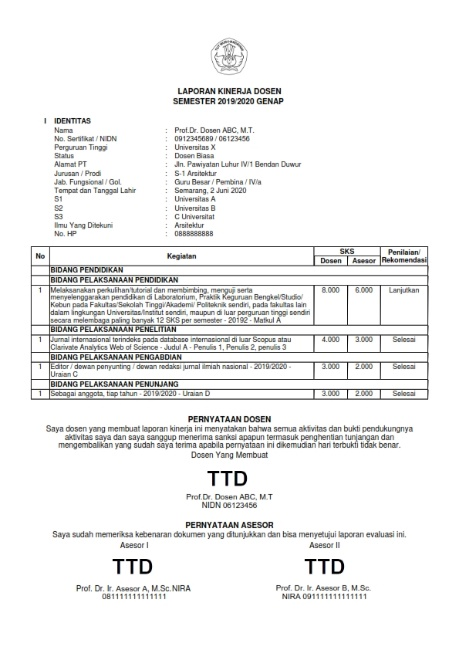 LAPORAN KINERJA DOSEN
SEMESTER 2019/2020 GENAP
I IDENTITAS
Nama : Prof.Dr. Dosen ABC, M.T.
No. Sertifikat / NIDN : 0912345689 / 06123456
Perguruan Tinggi : Universitas X
Status : Dosen Biasa
Alamat PT : Jln. Pawiyatan Luhur IV/1 Bendan Duwur
Jurusan / Prodi : S-1 Arsitektur
Jab. Fungsional / Gol. : Guru Besar / Pembina / IV/a
Tempat dan Tanggal Lahir : Semarang, 2 Juni 2020
S1 : Universitas A
S2 : Universitas B
S3 : C Universitat
Ilmu Yang Ditekuni : Arsitektur
No. HP : 0888888888
No Kegiatan SKS Penilaian/ Rekomendasi
Dosen Asesor
BIDANG PENDIDIKAN
BIDANG PELAKSANAAN PENDIDIKAN
1 Melaksanakan perkulihan/tutorial dan membimbing, menguji serta 8.000 6.000 Lanjutkan
menyelenggarakan pendidikan di Laboratorium, Praktik Keguruan Bengkel/Studio/
Kebun pada Fakultas/Sekolah Tinggi/Akademi/ Politeknik sendiri, pada fakultas lain
dalam lingkungan Universitas/Institut sendiri, maupun di luar perguruan tinggi sendiri
secara melembaga paling banyak 12 SKS per semester - 20192 - Matkul A
BIDANG PELAKSANAAN PENELITIAN
1 Jurnal internasional terindeks pada database internasional di luar Scopus atau 4.000 3.000 Selesai
Clarivate Analytics Web of Science - Judul A - Penulis 1, Penulis 2, penulis 3
BIDANG PELAKSANAAN PENGABDIAN
1 Editor / dewan penyunting / dewan redaksi jurnal ilmiah nasional - 2019/2020 - 3.000 2.000 Selesai
Uraian C
BIDANG PELAKSANAAN PENUNJANG
1 Sebagai anggota, tiap tahun - 2019/2020 - Uraian D 3.000 2.000 Selesai
PERNYATAAN DOSEN
Saya dosen yang membuat laporan kinerja ini menyatakan bahwa semua aktivitas dan bukti pendukungnya
aktivitas saya dan saya sanggup menerima sanksi apapun termasuk penghentian tunjangan dan
mengembalikan yang sudah saya terima apabila pernyataan ini dikemudian hari terbukti tidak benar.
Dosen Yang Membuat
TTD
Prof.Dr. Dosen ABC, M.T
NIDN 06123456
PERNYATAAN ASESOR
Saya sudah memeriksa kebenaran dokumen yang ditunjukkan dan bisa menyetujui laporan evaluasi ini.
Asesor I Asesor II
TTD TTD
Prof. Dr. Ir. Asesor A, M.Sc.NIRA Prof. Dr. Ir. Asesor B, M.Sc.
081111111111111 NIRA 091111111111111